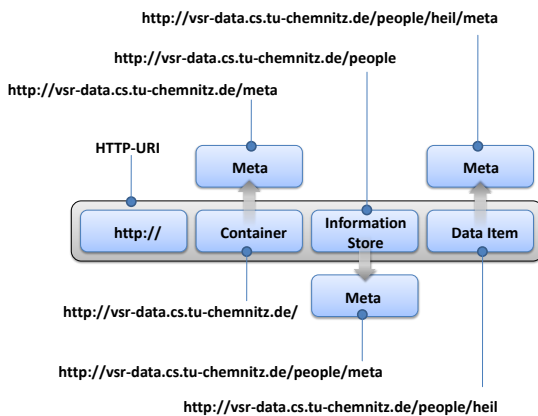 http://vsr-data.cs.tu-chemnitz.de/people/heil/meta
http://vsr-data.cs.tu-chemnitz.de/people
http://vsr-data.cs.tu-chemnitz.de/meta
HTTP-URI
Meta
Meta
http://
Container
Information
Store
Data Item
Meta
http://vsr-data.cs.tu-chemnitz.de/
http://vsr-data.cs.tu-chemnitz.de/people/meta
http://vsr-data.cs.tu-chemnitz.de/people/heil